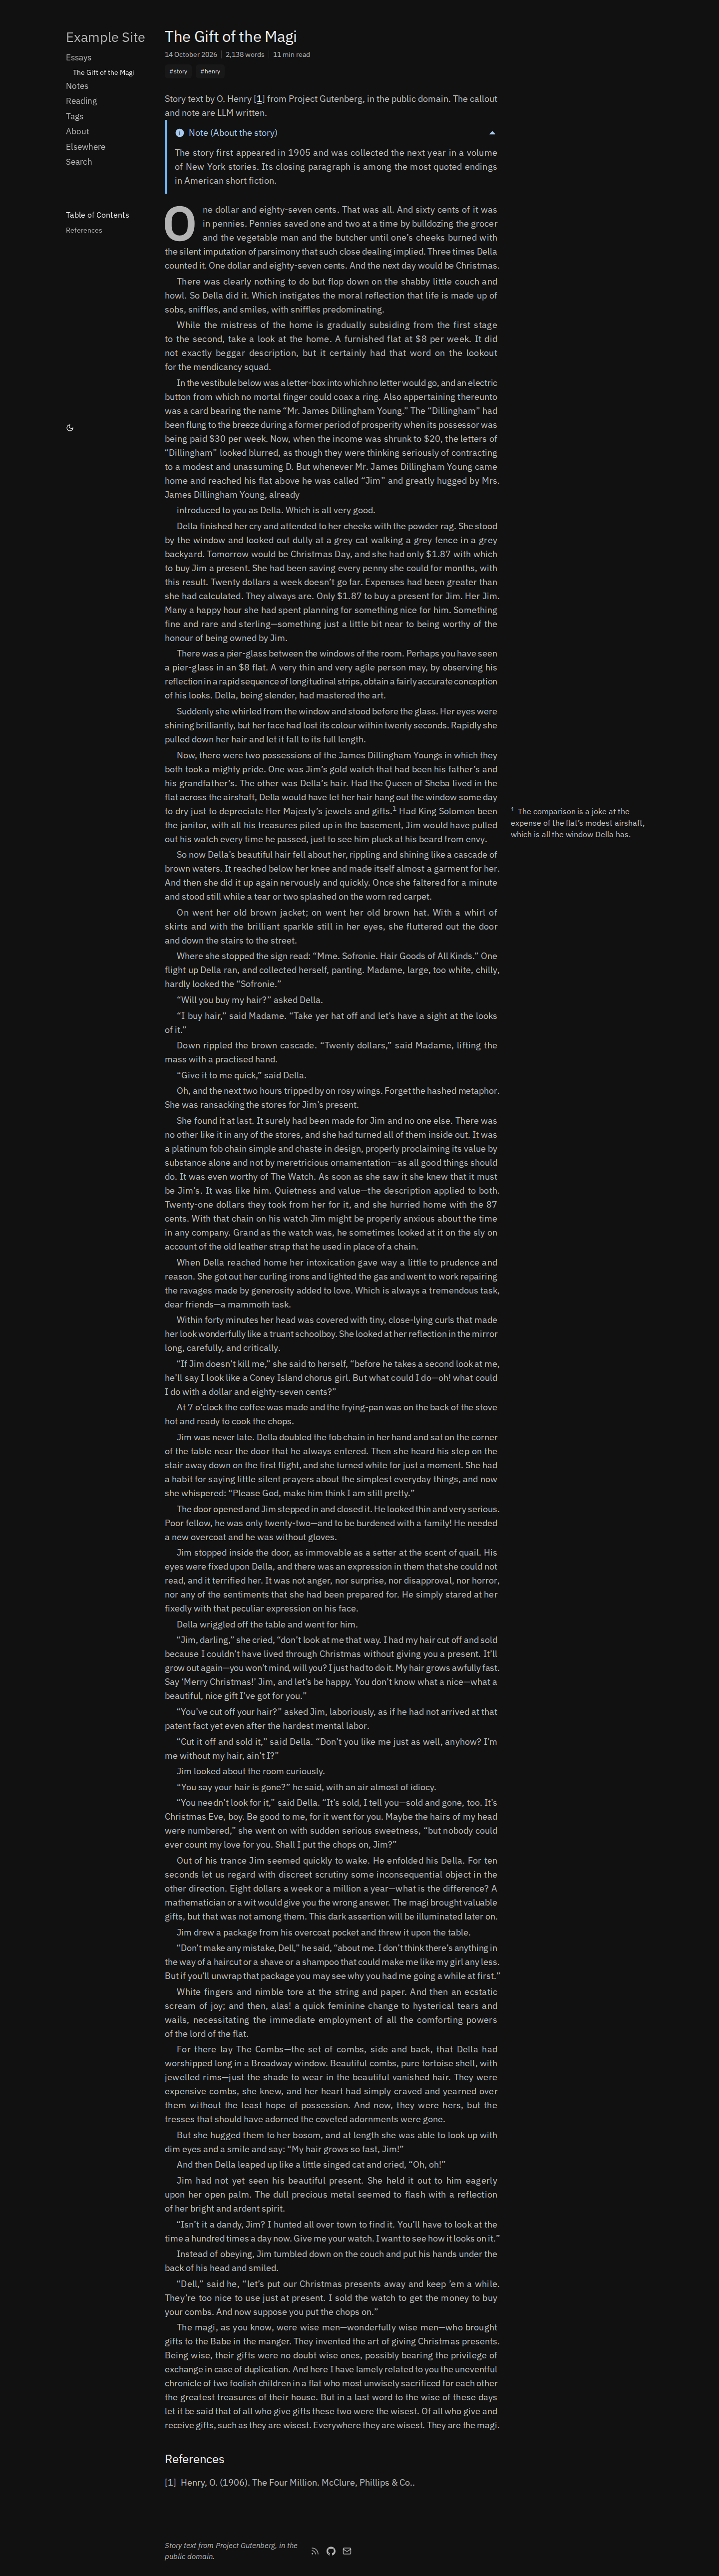 Example Site
Essays
The Gift of the Magi
Notes
Reading
Tags
About
Elsewhere
Search
Table of Contents
References
The Gift of the Magi
14 October 2026 | 2,138 words | 11 min read
#story #henry
Story text by O. Henry [1] from Project Gutenberg, in the public domain. The callout
and note are LLM written.
Note (About the story)
The story first appeared in 1905 and was collected the next year in a volume
of New York stories. Its closing paragraph is among the most quoted endings
in American short fiction.
One dollar and eighty-seven cents. That was all. And sixty cents of it was
in pennies. Pennies saved one and two at a time by bulldozing the grocer
and the vegetable man and the butcher until one’s cheeks burned with
the silent imputation of parsimony that such close dealing implied. Three times Della
counted it. One dollar and eighty-seven cents. And the next day would be Christmas.
There was clearly nothing to do but flop down on the shabby little couch and
howl. So Della did it. Which instigates the moral reflection that life is made up of
sobs, sniffles, and smiles, with sniffles predominating.
While the mistress of the home is gradually subsiding from the first stage
to the second, take a look at the home. A furnished flat at $8 per week. It did
not exactly beggar description, but it certainly had that word on the lookout
for the mendicancy squad.
In the vestibule below was a letter-box into which no letter would go, and an electric
button from which no mortal finger could coax a ring. Also appertaining thereunto
was a card bearing the name “Mr. James Dillingham Young.” The “Dillingham” had
been flung to the breeze during a former period of prosperity when its possessor was
being paid $30 per week. Now, when the income was shrunk to $20, the letters of
“Dillingham” looked blurred, as though they were thinking seriously of contracting
to a modest and unassuming D. But whenever Mr. James Dillingham Young came
home and reached his flat above he was called “Jim” and greatly hugged by Mrs.
James Dillingham Young, already
introduced to you as Della. Which is all very good.
Della finished her cry and attended to her cheeks with the powder rag. She stood
by the window and looked out dully at a grey cat walking a grey fence in a grey
backyard. Tomorrow would be Christmas Day, and she had only $1.87 with which
to buy Jim a present. She had been saving every penny she could for months, with
this result. Twenty dollars a week doesn’t go far. Expenses had been greater than
she had calculated. They always are. Only $1.87 to buy a present for Jim. Her Jim.
Many a happy hour she had spent planning for something nice for him. Something
fine and rare and sterling—something just a little bit near to being worthy of the
honour of being owned by Jim.
There was a pier-glass between the windows of the room. Perhaps you have seen
a pier-glass in an $8 flat. A very thin and very agile person may, by observing his
reflection in a rapid sequence of longitudinal strips, obtain a fairly accurate conception
of his looks. Della, being slender, had mastered the art.
Suddenly she whirled from the window and stood before the glass. Her eyes were
shining brilliantly, but her face had lost its colour within twenty seconds. Rapidly she
pulled down her hair and let it fall to its full length.
Now, there were two possessions of the James Dillingham Youngs in which they
both took a mighty pride. One was Jim’s gold watch that had been his father’s and
his grandfather’s. The other was Della’s hair. Had the Queen of Sheba lived in the
flat across the airshaft, Della would have let her hair hang out the window some day
to dry just to depreciate Her Majesty’s jewels and gifts.1 Had King Solomon been
the janitor, with all his treasures piled up in the basement, Jim would have pulled
out his watch every time he passed, just to see him pluck at his beard from envy.
1 The comparison is a joke at the
expense of the flat’s modest airshaft,
which is all the window Della has.
So now Della’s beautiful hair fell about her, rippling and shining like a cascade of
brown waters. It reached below her knee and made itself almost a garment for her.
And then she did it up again nervously and quickly. Once she faltered for a minute
and stood still while a tear or two splashed on the worn red carpet.
On went her old brown jacket; on went her old brown hat. With a whirl of
skirts and with the brilliant sparkle still in her eyes, she fluttered out the door
and down the stairs to the street.
Where she stopped the sign read: “Mme. Sofronie. Hair Goods of All Kinds.” One
flight up Della ran, and collected herself, panting. Madame, large, too white, chilly,
hardly looked the “Sofronie.”
“Will you buy my hair?” asked Della.
“I buy hair,” said Madame. “Take yer hat off and let’s have a sight at the looks
of it.”
Down rippled the brown cascade. “Twenty dollars,” said Madame, lifting the
mass with a practised hand.
“Give it to me quick,” said Della.
Oh, and the next two hours tripped by on rosy wings. Forget the hashed metaphor.
She was ransacking the stores for Jim’s present.
She found it at last. It surely had been made for Jim and no one else. There was
no other like it in any of the stores, and she had turned all of them inside out. It was
a platinum fob chain simple and chaste in design, properly proclaiming its value by
substance alone and not by meretricious ornamentation—as all good things should
do. It was even worthy of The Watch. As soon as she saw it she knew that it must
be Jim’s. It was like him. Quietness and value—the description applied to both.
Twenty-one dollars they took from her for it, and she hurried home with the 87
cents. With that chain on his watch Jim might be properly anxious about the time
in any company. Grand as the watch was, he sometimes looked at it on the sly on
account of the old leather strap that he used in place of a chain.
When Della reached home her intoxication gave way a little to prudence and
reason. She got out her curling irons and lighted the gas and went to work repairing
the ravages made by generosity added to love. Which is always a tremendous task,
dear friends—a mammoth task.
Within forty minutes her head was covered with tiny, close-lying curls that made
her look wonderfully like a truant schoolboy. She looked at her reflection in the mirror
long, carefully, and critically.
“If Jim doesn’t kill me,” she said to herself, “before he takes a second look at me,
he’ll say I look like a Coney Island chorus girl. But what could I do—oh! what could
I do with a dollar and eighty-seven cents?”
At 7 o’clock the coffee was made and the frying-pan was on the back of the stove
hot and ready to cook the chops.
Jim was never late. Della doubled the fob chain in her hand and sat on the corner
of the table near the door that he always entered. Then she heard his step on the
stair away down on the first flight, and she turned white for just a moment. She had
a habit for saying little silent prayers about the simplest everyday things, and now
she whispered: “Please God, make him think I am still pretty.”
The door opened and Jim stepped in and closed it. He looked thin and very serious.
Poor fellow, he was only twenty-two—and to be burdened with a family! He needed
a new overcoat and he was without gloves.
Jim stopped inside the door, as immovable as a setter at the scent of quail. His
eyes were fixed upon Della, and there was an expression in them that she could not
read, and it terrified her. It was not anger, nor surprise, nor disapproval, nor horror,
nor any of the sentiments that she had been prepared for. He simply stared at her
fixedly with that peculiar expression on his face.
Della wriggled off the table and went for him.
“Jim, darling,” she cried, “don’t look at me that way. I had my hair cut off and sold
because I couldn’t have lived through Christmas without giving you a present. It’ll
grow out again—you won’t mind, will you? I just had to do it. My hair grows awfully fast.
Say ‘Merry Christmas!’ Jim, and let’s be happy. You don’t know what a nice—what a
beautiful, nice gift I’ve got for you.”
“You’ve cut off your hair?” asked Jim, laboriously, as if he had not arrived at that
patent fact yet even after the hardest mental labor.
“Cut it off and sold it,” said Della. “Don’t you like me just as well, anyhow? I’m
me without my hair, ain’t I?”
Jim looked about the room curiously.
“You say your hair is gone?” he said, with an air almost of idiocy.
“You needn’t look for it,” said Della. “It’s sold, I tell you—sold and gone, too. It’s
Christmas Eve, boy. Be good to me, for it went for you. Maybe the hairs of my head
were numbered,” she went on with sudden serious sweetness, “but nobody could
ever count my love for you. Shall I put the chops on, Jim?”
Out of his trance Jim seemed quickly to wake. He enfolded his Della. For ten
seconds let us regard with discreet scrutiny some inconsequential object in the
other direction. Eight dollars a week or a million a year—what is the difference? A
mathematician or a wit would give you the wrong answer. The magi brought valuable
gifts, but that was not among them. This dark assertion will be illuminated later on.
Jim drew a package from his overcoat pocket and threw it upon the table.
“Don’t make any mistake, Dell,” he said, “about me. I don’t think there’s anything in
the way of a haircut or a shave or a shampoo that could make me like my girl any less.
But if you’ll unwrap that package you may see why you had me going a while at first.”
White fingers and nimble tore at the string and paper. And then an ecstatic
scream of joy; and then, alas! a quick feminine change to hysterical tears and
wails, necessitating the immediate employment of all the comforting powers
of the lord of the flat.
For there lay The Combs—the set of combs, side and back, that Della had
worshipped long in a Broadway window. Beautiful combs, pure tortoise shell, with
jewelled rims—just the shade to wear in the beautiful vanished hair. They were
expensive combs, she knew, and her heart had simply craved and yearned over
them without the least hope of possession. And now, they were hers, but the
tresses that should have adorned the coveted adornments were gone.
But she hugged them to her bosom, and at length she was able to look up with
dim eyes and a smile and say: “My hair grows so fast, Jim!”
And then Della leaped up like a little singed cat and cried, “Oh, oh!”
Jim had not yet seen his beautiful present. She held it out to him eagerly
upon her open palm. The dull precious metal seemed to flash with a reflection
of her bright and ardent spirit.
“Isn’t it a dandy, Jim? I hunted all over town to find it. You’ll have to look at the
time a hundred times a day now. Give me your watch. I want to see how it looks on it.”
Instead of obeying, Jim tumbled down on the couch and put his hands under the
back of his head and smiled.
“Dell,” said he, “let’s put our Christmas presents away and keep ’em a while.
They’re too nice to use just at present. I sold the watch to get the money to buy
your combs. And now suppose you put the chops on.”
The magi, as you know, were wise men—wonderfully wise men—who brought
gifts to the Babe in the manger. They invented the art of giving Christmas presents.
Being wise, their gifts were no doubt wise ones, possibly bearing the privilege of
exchange in case of duplication. And here I have lamely related to you the uneventful
chronicle of two foolish children in a flat who most unwisely sacrificed for each other
the greatest treasures of their house. But in a last word to the wise of these days
let it be said that of all who give gifts these two were the wisest. Of all who give and
receive gifts, such as they are wisest. Everywhere they are wisest. They are the magi.
References
[1] Henry, O. (1906). The Four Million. McClure, Phillips & Co..
Story text from Project Gutenberg, in the
public domain.